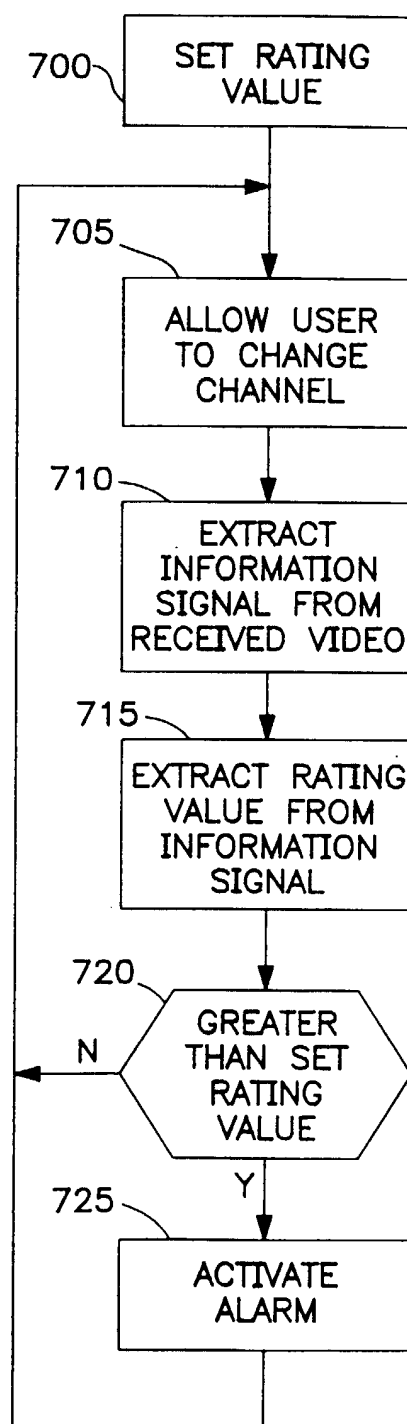 700
SET RATING
VALUE
705
ALLOW USER
TO CHANGE
CHANNEL
710
EXTRACT
INFORMATION
SIGNAL FROM
RECEIVED VIDEO
715
EXTRACT RATING
VALUE FROM
INFORMATION
SIGNAL
720
GREATER
THAN SET
RATING
VALUE
N
Y
725
ACTIVATE
ALARM